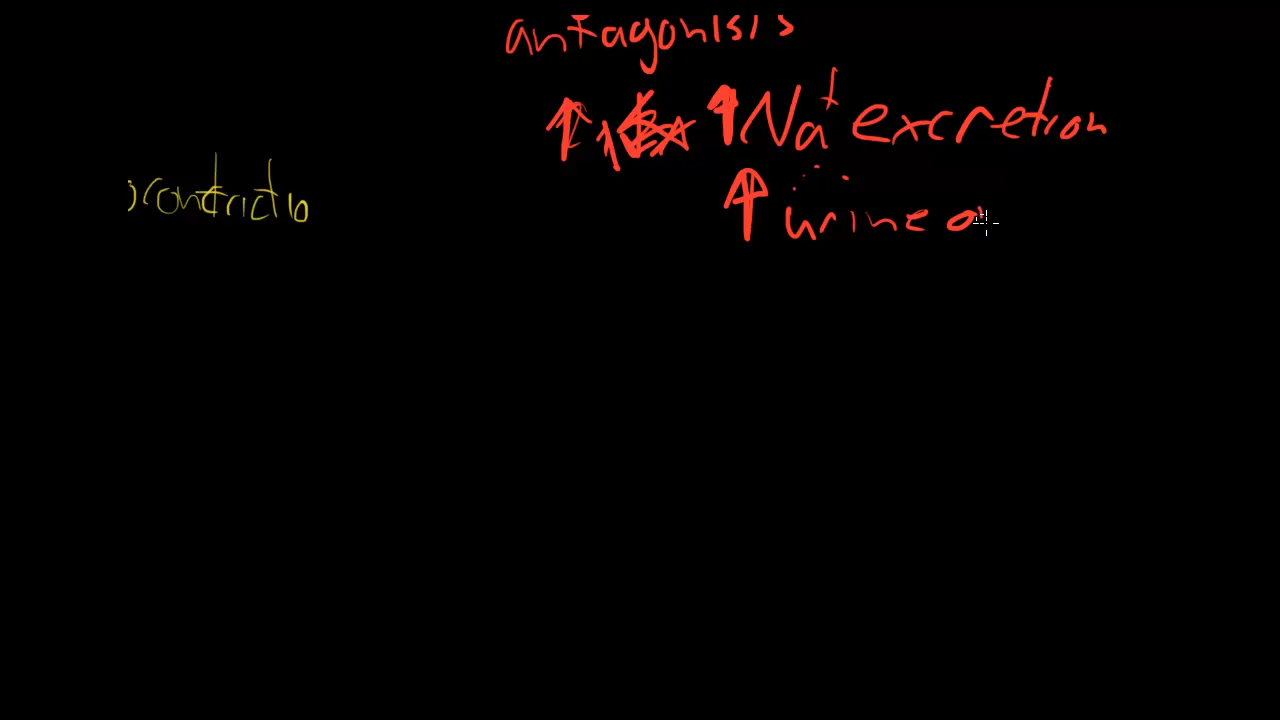 antagonists
↑ ↑ Na+ excretion
↑ urine o
)contrictio